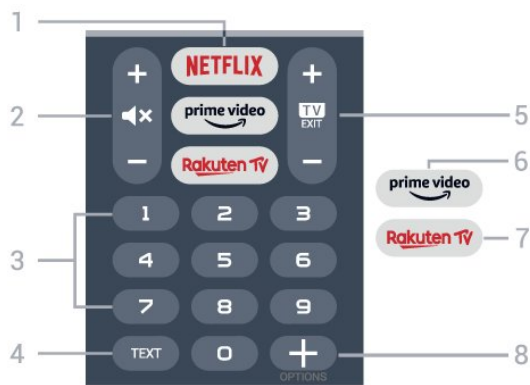 1
+ NETFLIX +
2 prime video TV EXIT 5
− Rakuten TV −
6
prime video
1 2 3
Rakuten TV 7
3
4 5 6
7 8 9
4 TEXT 0 + 8
OPTIONS